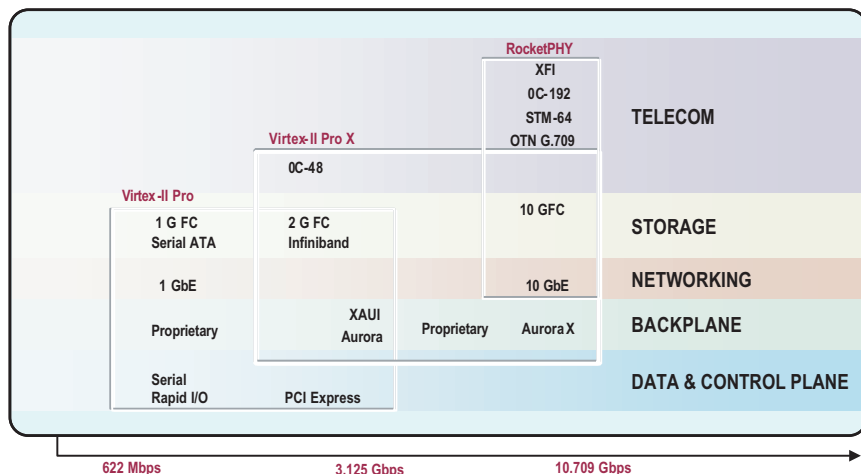 RocketPHY
XFI
0C-192
STM-64
OTN G.709
TELECOM
Virtex-II Pro X
0C-48
Virtex-II Pro
1 G FC
Serial ATA
2 G FC
Infiniband
10 GFC
STORAGE
1 GbE
10 GbE
NETWORKING
Proprietary
XAUI
Aurora
Proprietary
Aurora X
BACKPLANE
Serial
Rapid I/O
PCI Express
DATA & CONTROL PLANE
622 Mbps
3.125 Gbps
10.709 Gbps